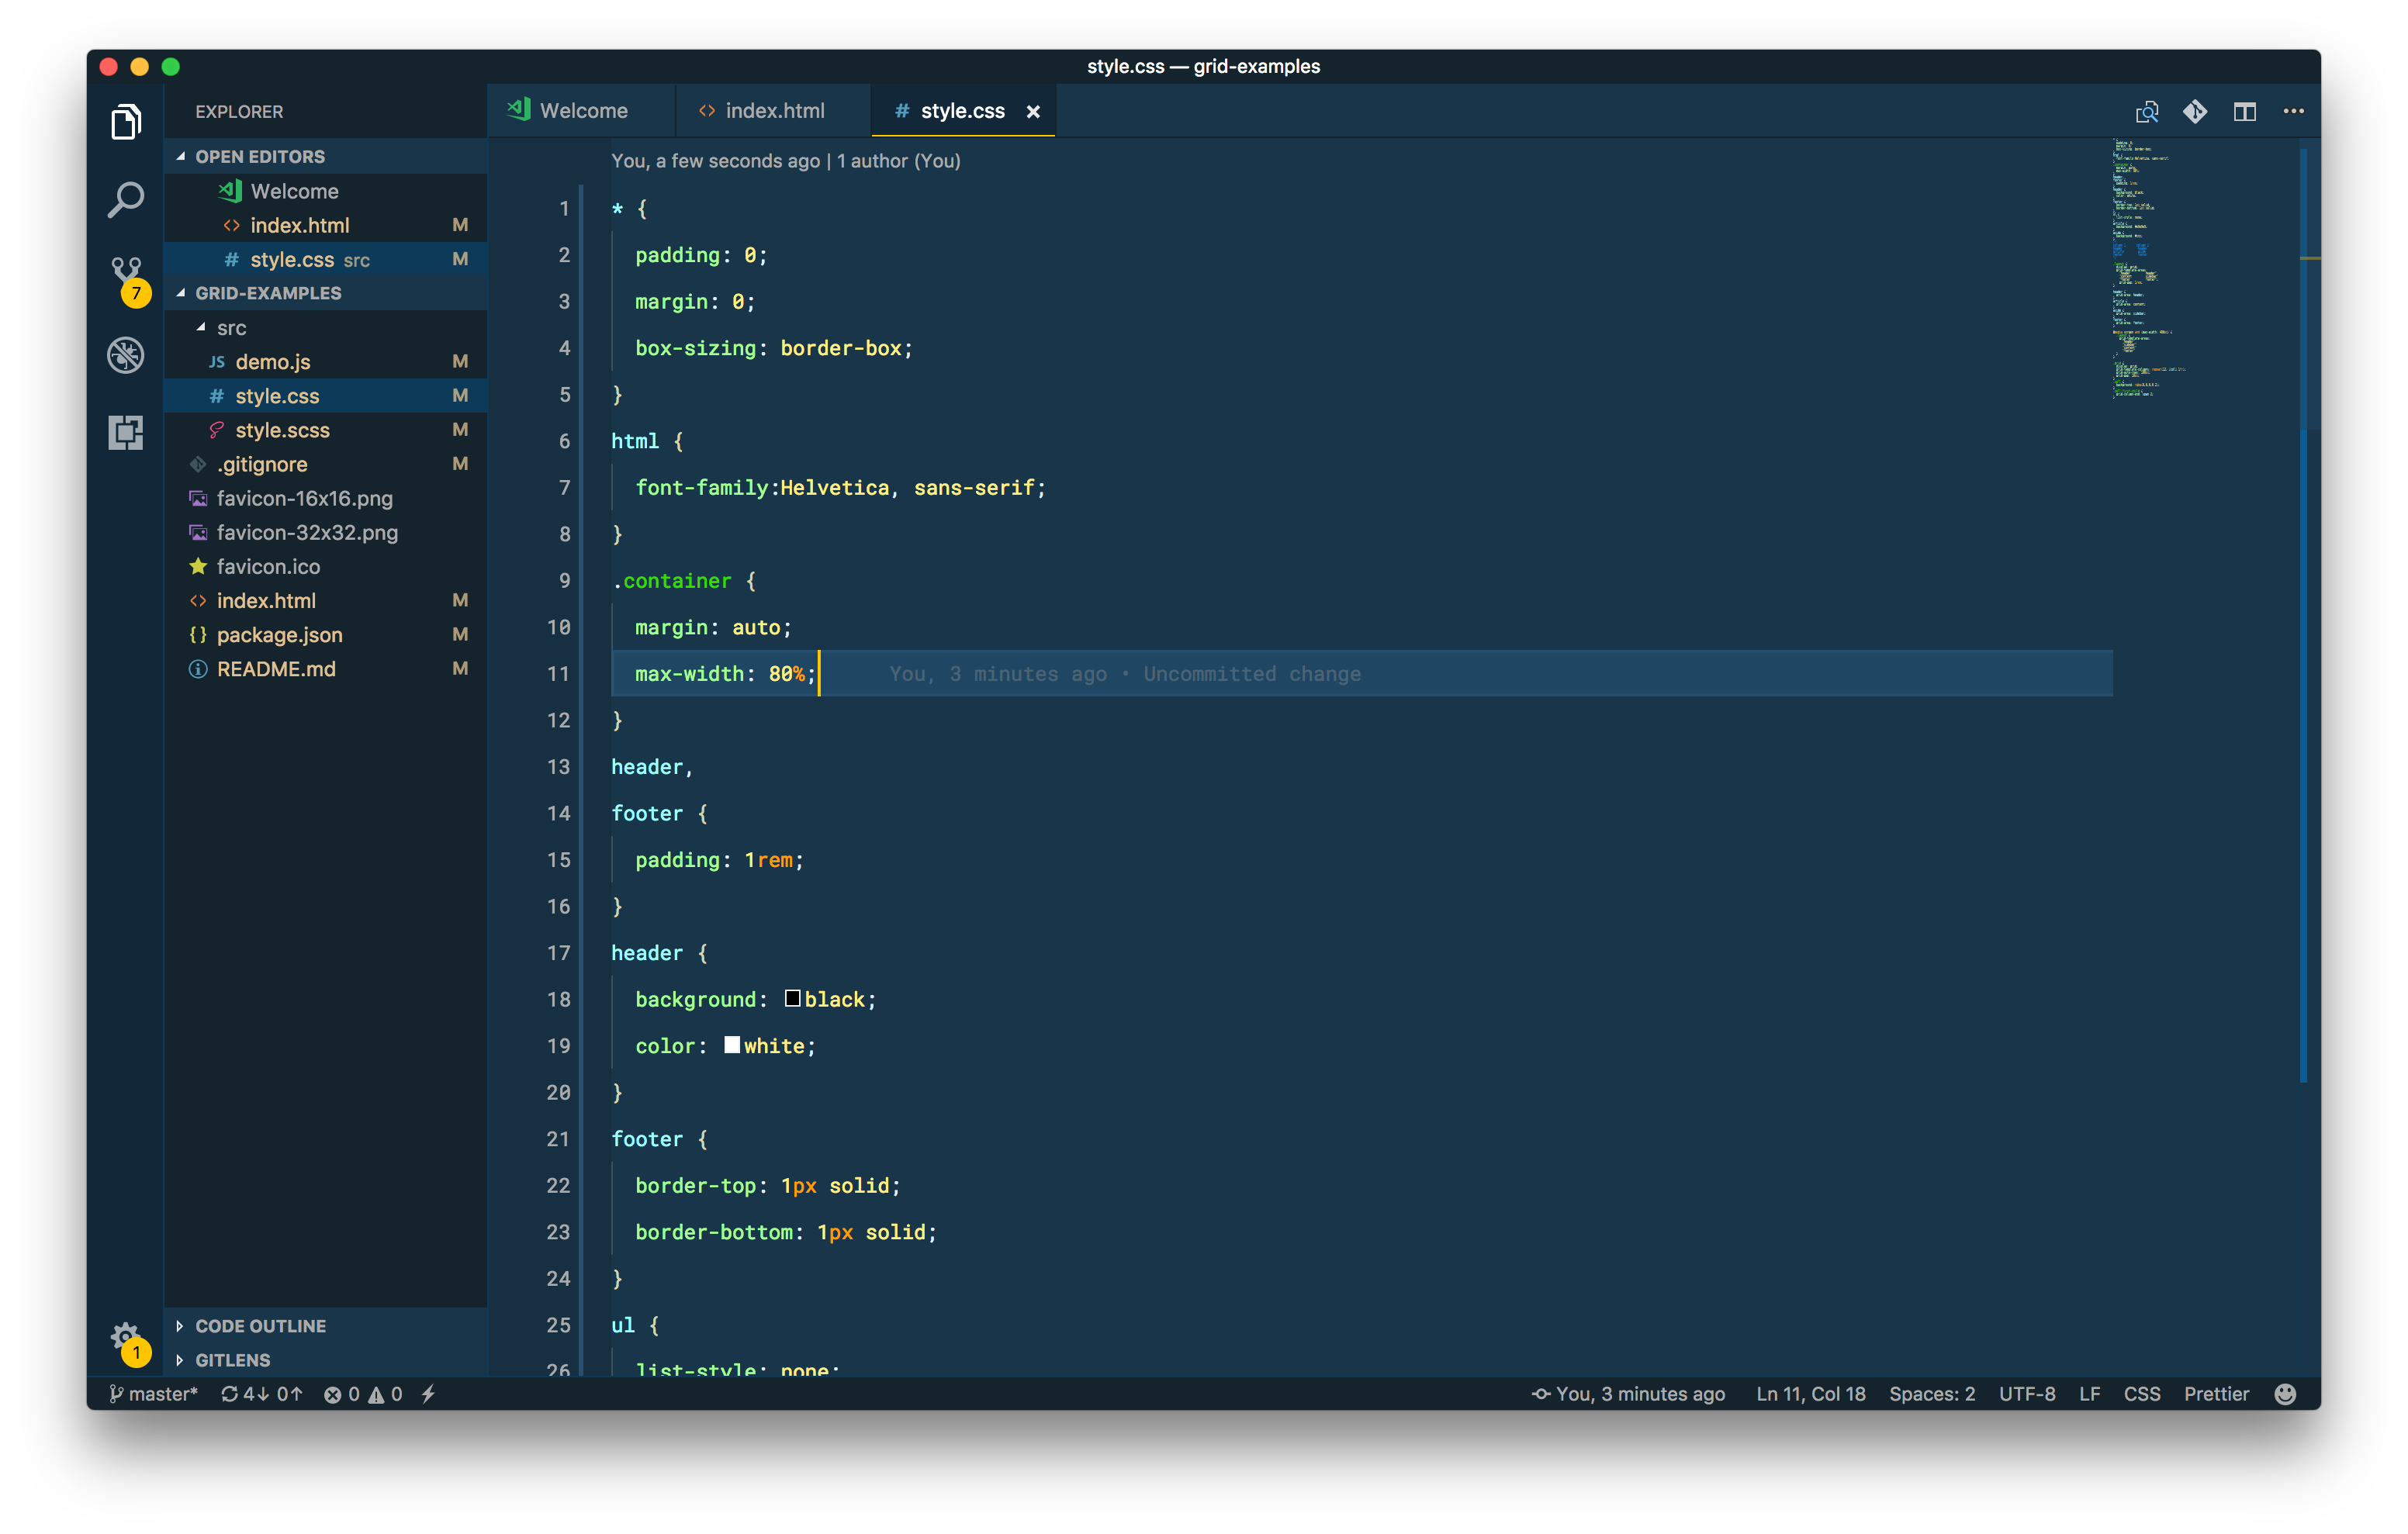 style.css — grid-examples
EXPLORER
OPEN EDITORS
Welcome
index.html M
style.css src M
GRID-EXAMPLES
src
JS demo.js M
# style.css M
style.scss M
.gitignore M
favicon-16x16.png
favicon-32x32.png
favicon.ico
<> index.html M
{} package.json M
README.md M
CODE OUTLINE
GITLENS
7
1
Welcome
<> index.html
# style.css ×
You, a few seconds ago | 1 author (You)
1 * {
2 padding: 0;
3 margin: 0;
4 box-sizing: border-box;
5 }
6 html {
7 font-family:Helvetica, sans-serif;
8 }
9 .container {
10 margin: auto;
11 max-width: 80%; You, 3 minutes ago • Uncommitted change
12 }
13 header,
14 footer {
15 padding: 1rem;
16 }
17 header {
18 background: black;
19 color: white;
20 }
21 footer {
22 border-top: 1px solid;
23 border-bottom: 1px solid;
24 }
25 ul {
26 list-style: none;
master* 4↓ 0↑ 0 0
You, 3 minutes ago Ln 11, Col 18 Spaces: 2 UTF-8 LF CSS Prettier